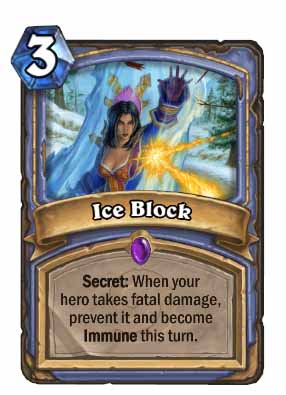 3
Ice Block
Secret: When your
hero takes fatal damage,
prevent it and become
Immune this turn.